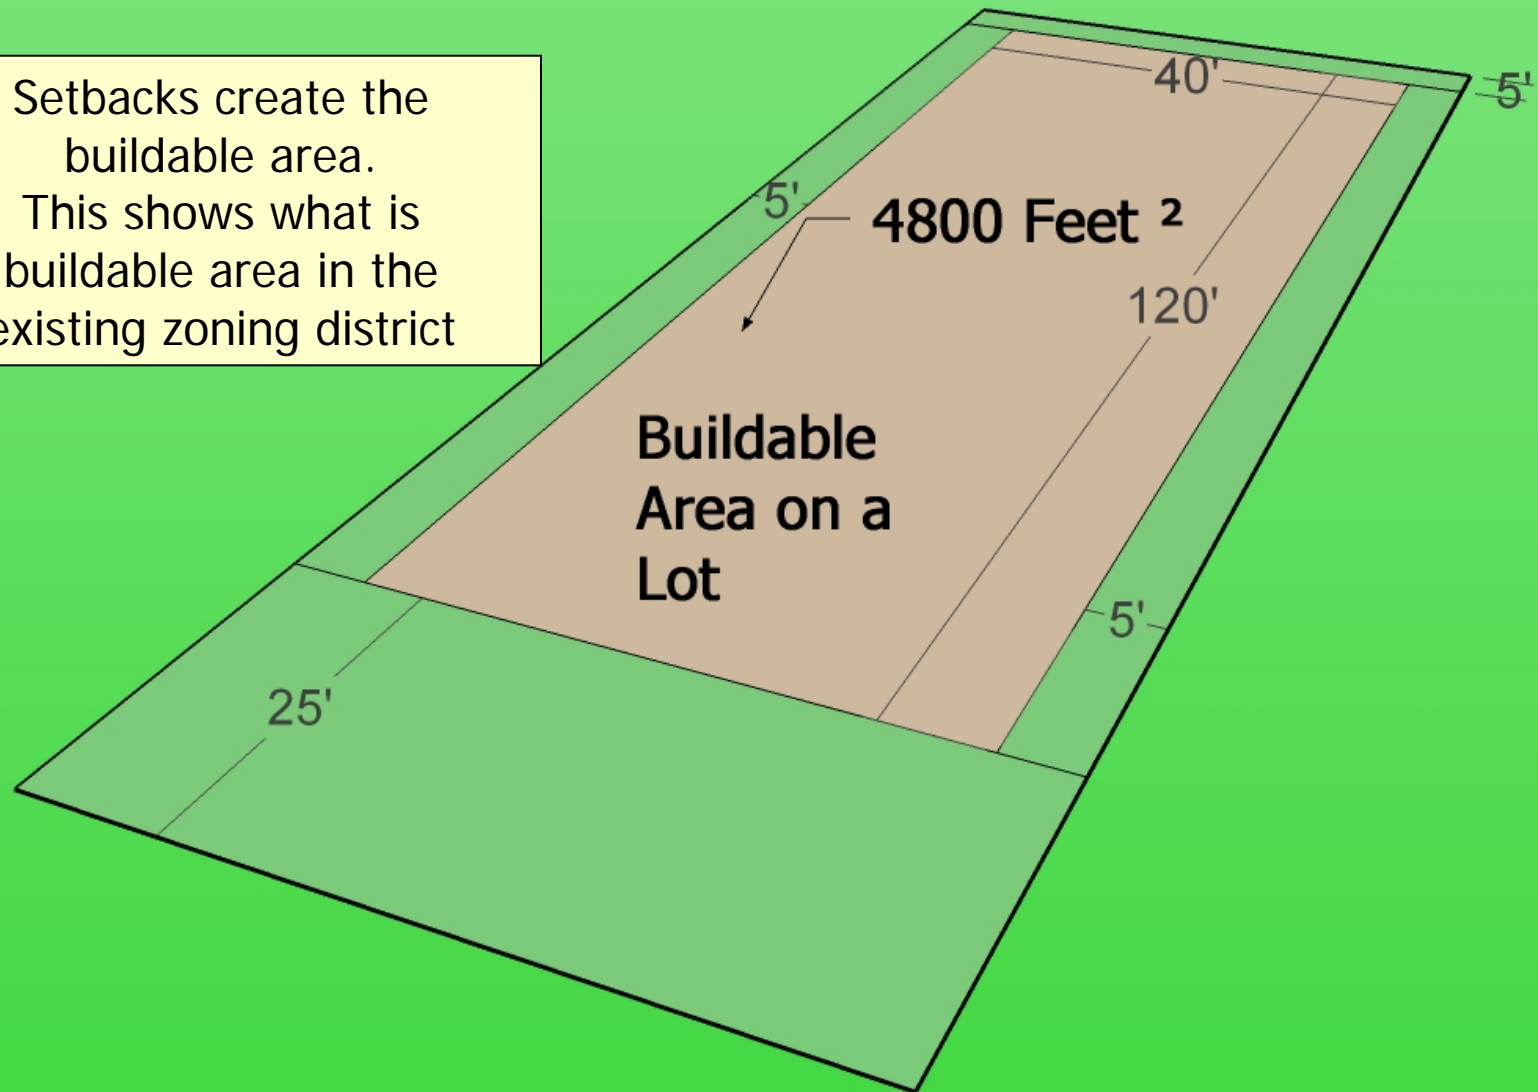 Setbacks create the
buildable area.
This shows what is
buildable area in the
existing zoning district
40'
5'
5'
4800 Feet ²
120'
Buildable
Area on a
Lot
5'
25'